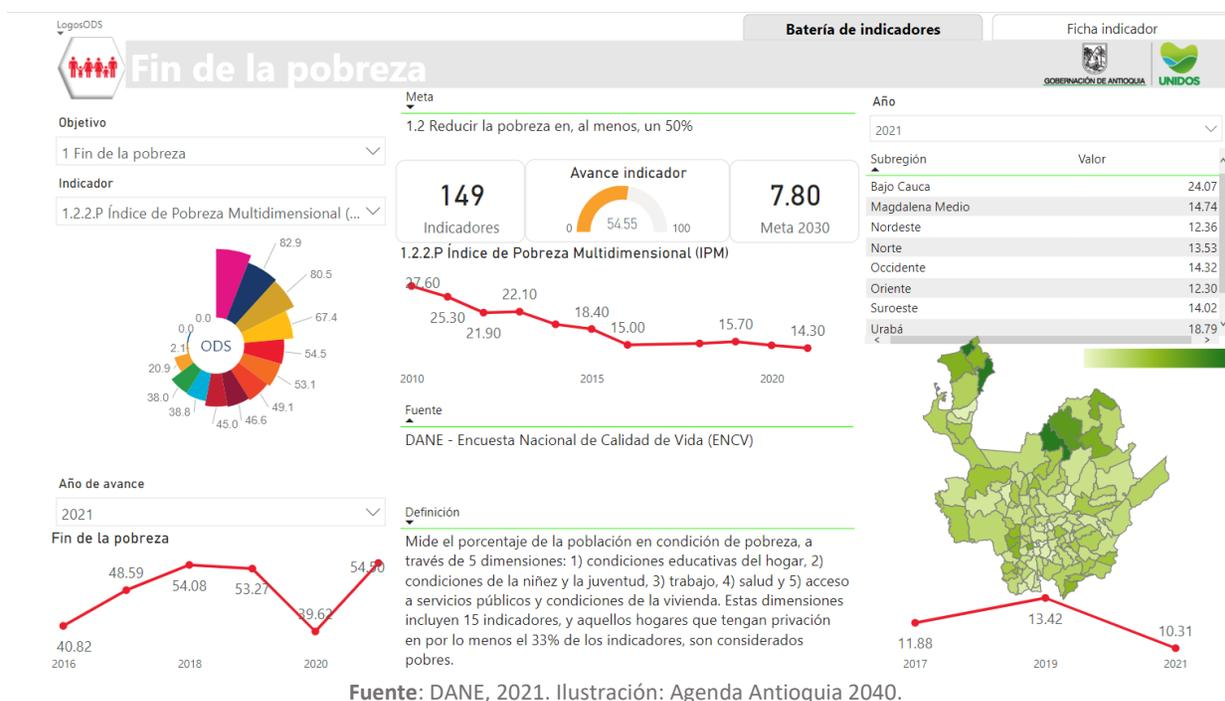 LogosODS
Batería de indicadores
Ficha indicador
Fin de la pobreza
GOBERNACIÓN DE ANTIOQUIA
UNIDOS
Objetivo
1 Fin de la pobreza
Indicador
1.2.2.P Índice de Pobreza Multidimensional (...
82.9
80.5
67.4
54.5
53.1
49.1
46.6
45.0
38.8
38.0
20.9
2.1
0.0
0.0
ODS
Año de avance
2021
Fin de la pobreza
40.82
48.59
54.08
53.27
39.62
54.50
2016
2018
2020
Meta
1.2 Reducir la pobreza en, al menos, un 50%
149
Indicadores
Avance indicador
0
54.55
100
7.80
Meta 2030
1.2.2.P Índice de Pobreza Multidimensional (IPM)
27.60
25.30
21.90
22.10
18.40
15.00
15.70
14.30
2010
2015
2020
Fuente
DANE - Encuesta Nacional de Calidad de Vida (ENCV)
Definición
Mide el porcentaje de la población en condición de pobreza, a
través de 5 dimensiones: 1) condiciones educativas del hogar, 2)
condiciones de la niñez y la juventud, 3) trabajo, 4) salud y 5) acceso
a servicios públicos y condiciones de la vivienda. Estas dimensiones
incluyen 15 indicadores, y aquellos hogares que tengan privación
en por lo menos el 33% de los indicadores, son considerados
pobres.
Año
2021
Subregión Valor
Bajo Cauca 24.07
Magdalena Medio 14.74
Nordeste 12.36
Norte 13.53
Occidente 14.32
Oriente 12.30
Suroeste 14.02
Urabá 18.79
11.88
13.42
10.31
2017
2019
2021
Fuente: DANE, 2021. Ilustración: Agenda Antioquia 2040.